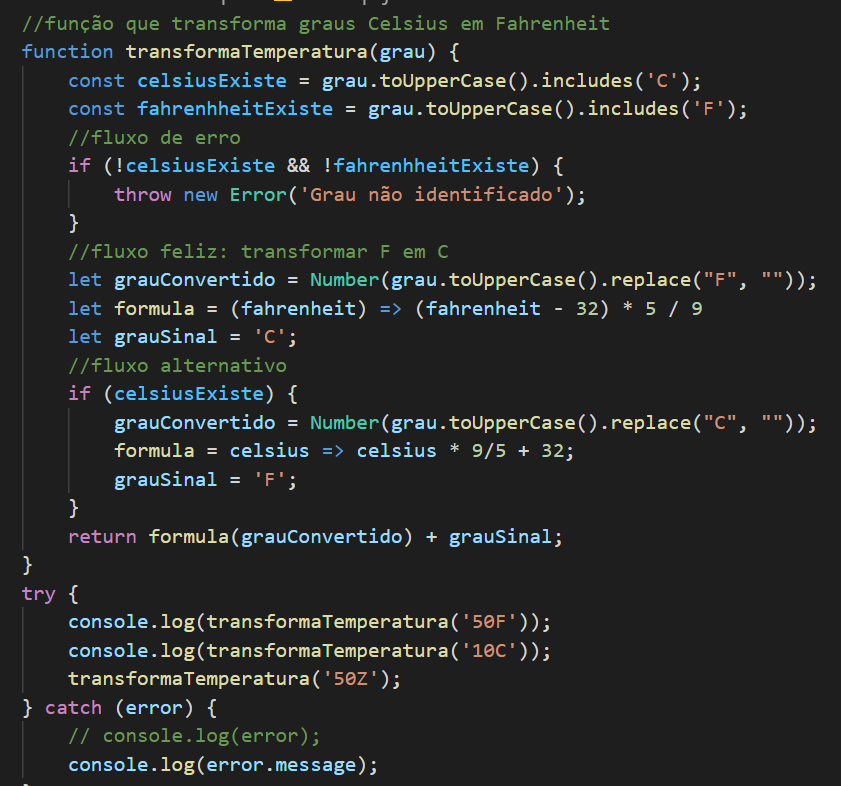 //função que transforma graus Celsius em Fahrenheit
function transformaTemperatura(grau) {
    const celsiusExiste = grau.toUpperCase().includes('C');
    const fahrenhheitExiste = grau.toUpperCase().includes('F');
    //fluxo de erro
    if (!celsiusExiste && !fahrenhheitExiste) {
        throw new Error('Grau não identificado');
    }
    //fluxo feliz: transformar F em C
    let grauConvertido = Number(grau.toUpperCase().replace("F", ""));
    let formula = (fahrenheit) => (fahrenheit - 32) * 5 / 9
    let grauSinal = 'C';
    //fluxo alternativo
    if (celsiusExiste) {
        grauConvertido = Number(grau.toUpperCase().replace("C", ""));
        formula = celsius => celsius * 9/5 + 32;
        grauSinal = 'F';
    }
    return formula(grauConvertido) + grauSinal;
}
try {
    console.log(transformaTemperatura('50F'));
    console.log(transformaTemperatura('10C'));
    transformaTemperatura('50Z');
} catch (error) {
    // console.log(error);
    console.log(error.message);